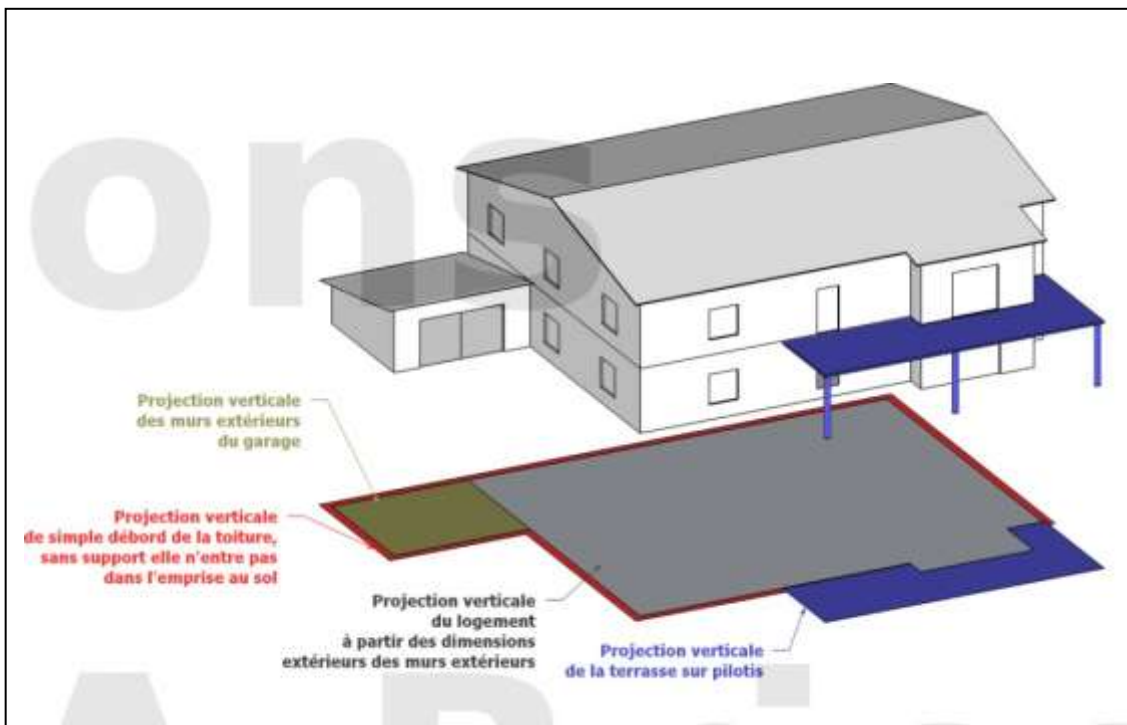 ons
Projection verticale
des murs extérieurs
du garage
Projection verticale
de simple débord de la toiture,
sans support elle n'entre pas
dans l'emprise au sol
Projection verticale
du logement
à partir des dimensions
extérieurs des murs extérieurs
Projection verticale
de la terrasse sur pilotis